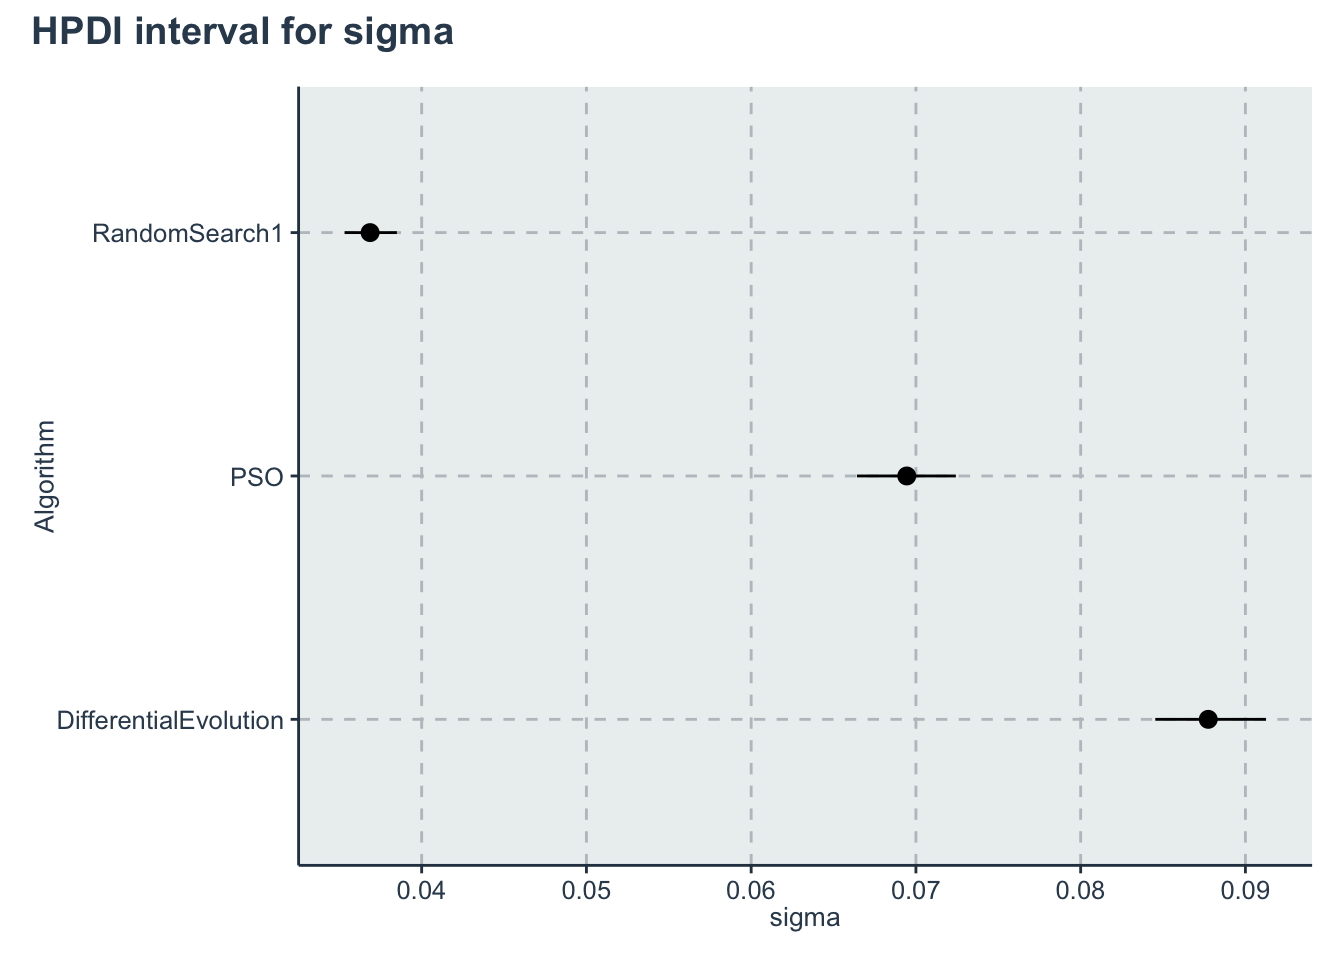 HPDI interval for sigma
Algorithm
RandomSearch1
PSO
DifferentialEvolution
0.04 0.05 0.06 0.07 0.08 0.09
sigma